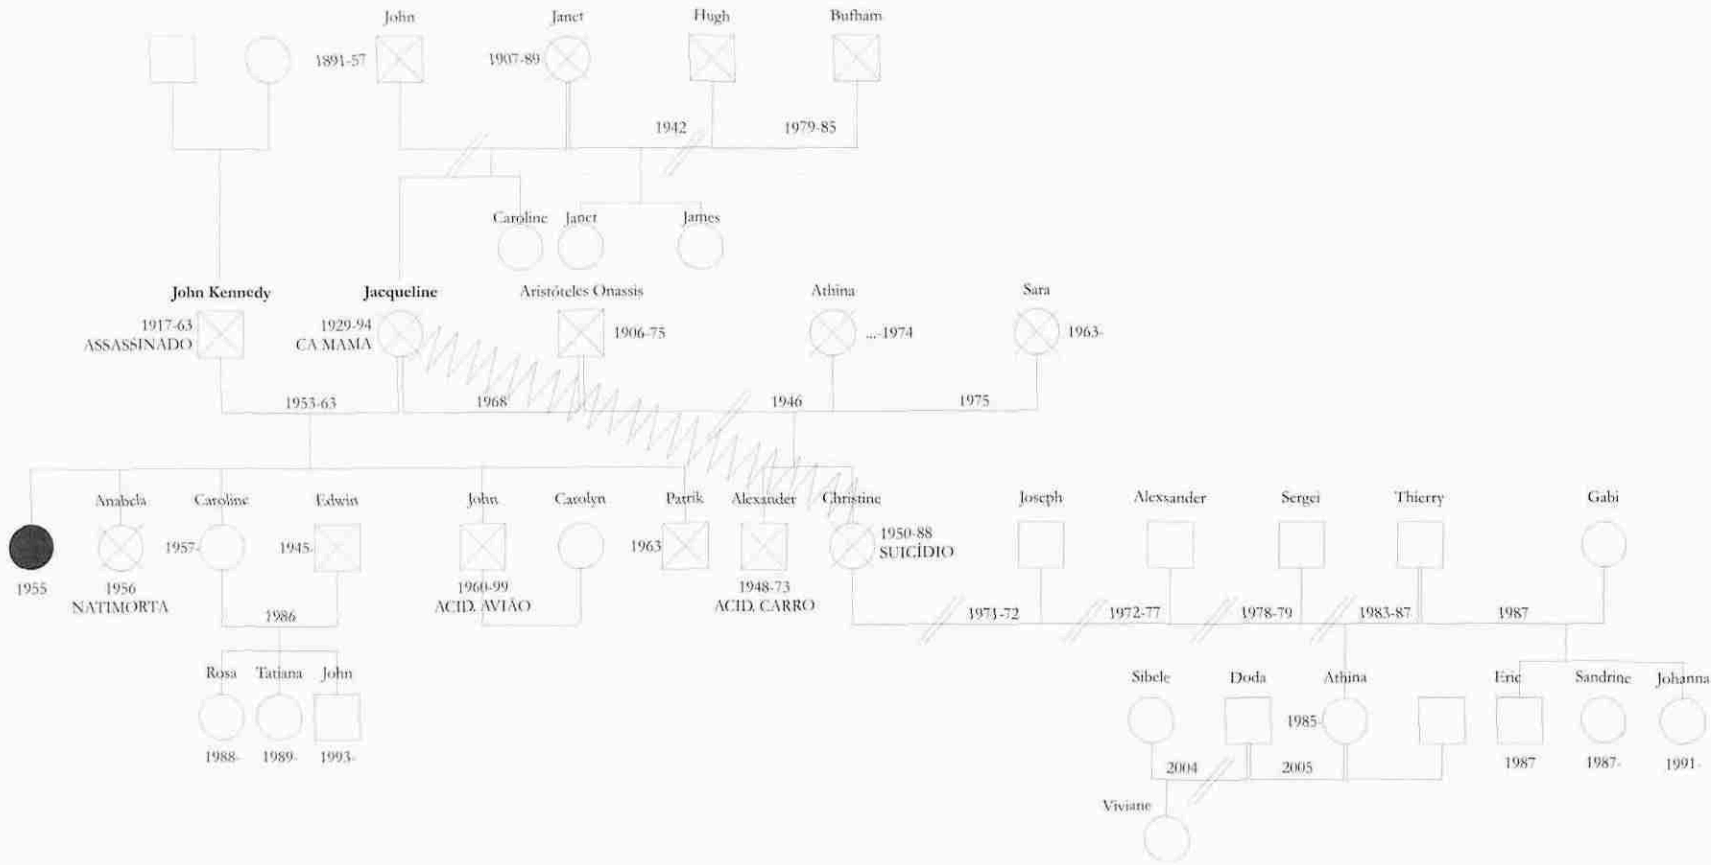 John
Janet
Hugh
Bufham
1891-57
1907-89
1942
1979-85
Caroline
Janet
James
John Kennedy
Jacqueline
Aristóteles Onassis
Athina
Sara
1917-63
ASSASSINADO
1929-94
CA MAMA
1906-75
...-1974
1963-
1953-63
1968
1946
1975
Anabela
Caroline
Edwin
John
Carolyn
Patrik
Alexander
Christine
Joseph
Alexsander
Sergei
Thierry
Gabi
1957-
1945-
1963
1950-88
SUICÍDIO
1955
1956
NATIMORTA
1960-99
ACID. AVIÃO
1948-73
ACID. CARRO
1986
1971-72
1972-77
1978-79
1983-87
1987
Rosa
Tatiana
John
Sibele
Doda
Athina
Eric
Sandrine
Johanna
1985-
1988-
1989-
1993-
2004
2005
1987
1987-
1991-
Viviane